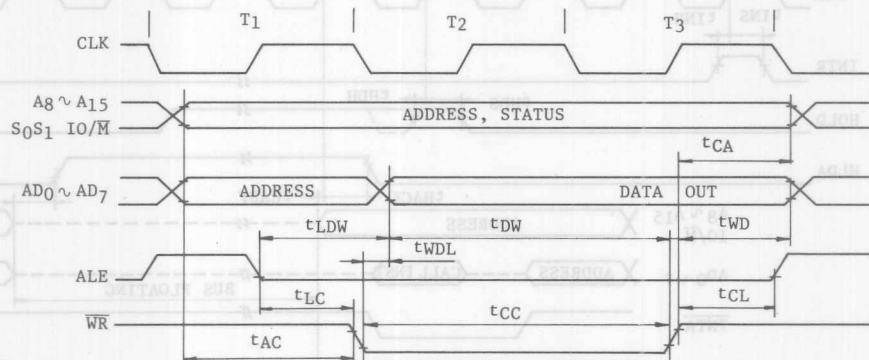 T1 T2 T3
CLK
A8 ~ A15
S0S1 IO/M̅
ADDRESS, STATUS
tCA
AD0 ~ AD7
ADDRESS
DATA OUT
tLDW
tDW
tWD
tWDL
ALE
tLC
tCC
tCL
W̅R̅
tAC